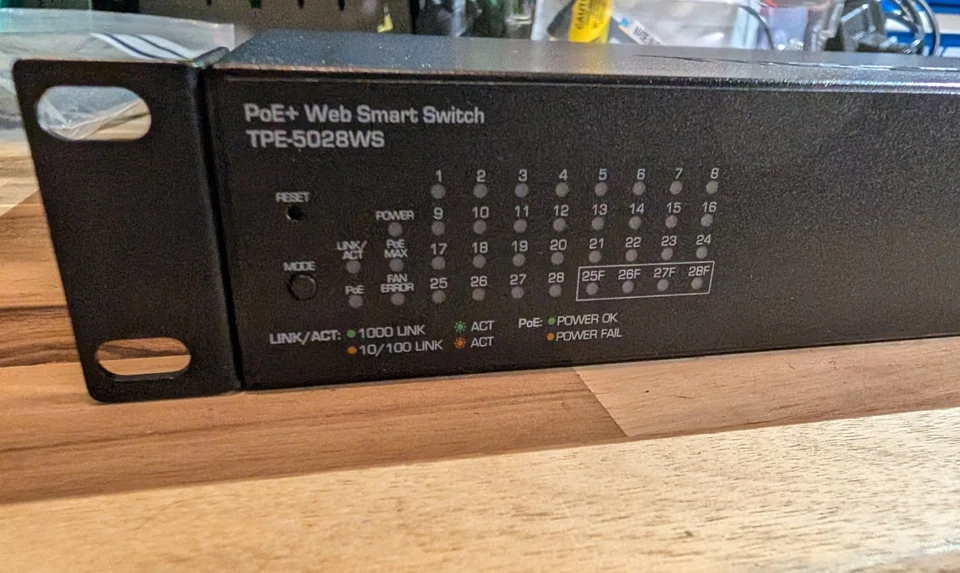 PoE+ Web Smart Switch
TPE-5028WS
1 2 3 4 5 6 7 8
RESET
POWER 9 10 11 12 13 14 15 16
LINK/ACT PoE MAX 17 18 19 20 21 22 23 24
MODE
PoE FAN ERROR 25 26 27 28 25F 26F 27F 28F
LINK/ACT: 1000 LINK ACT PoE: POWER OK
10/100 LINK ACT POWER FAIL